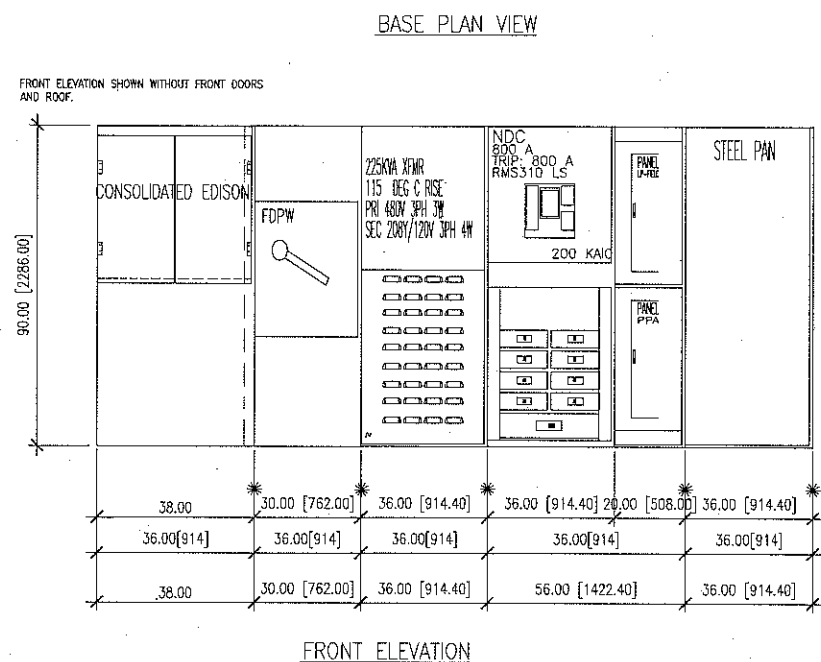 BASE PLAN VIEW
FRONT ELEVATION SHOWN WITHOUT FRONT DOORS
AND ROOF.
CONSOLIDATED EDISON
FDPW
225KVA XFMR
115 DEG C RISE
PRI 480V 3PH 3W
SEC 208Y/120V 3PH 4W
NDC
800 A
TRIP: 800 A
RMS310 LS
200 KAIC
PANEL
PANEL
PPA
STEEL PAN
90.00 [2286.00]
38.00 30.00 [762.00] 36.00 [914.40] 36.00 [914.40] 20.00 [508.00] 36.00 [914.40]
36.00[914] 36.00[914] 36.00[914] 36.00[914] 36.00[914]
38.00 30.00 [762.00] 36.00 [914.40] 56.00 [1422.40] 36.00 [914.40]
FRONT ELEVATION